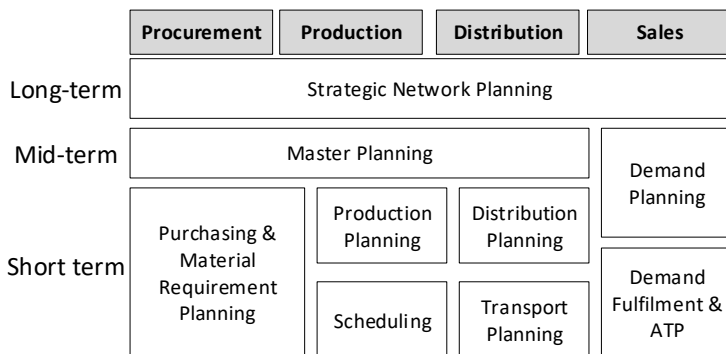 Procurement
Production
Distribution
Sales
Long-term
Strategic Network Planning
Mid-term
Master Planning
Demand
Planning
Short term
Purchasing &
Material
Requirement
Planning
Production
Planning
Distribution
Planning
Scheduling
Transport
Planning
Demand
Fulfilment &
ATP